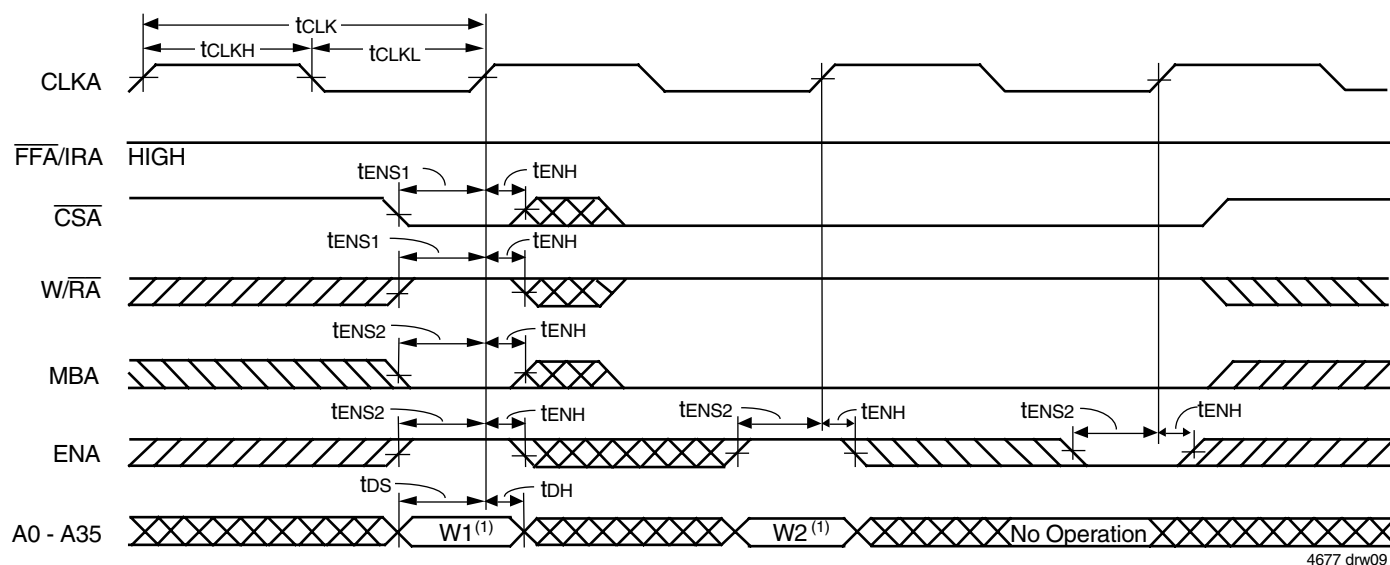 tCLK
tCLKH
tCLKL
CLKA
FFA/IRA
HIGH
tENS1
tENH
CSA
tENS1
tENH
W/RA
tENS2
tENH
MBA
tENS2
tENH
tENS2
tENH
tENS2
tENH
ENA
tDS
tDH
A0 - A35
W1(1)
W2(1)
No Operation
4677 drw09